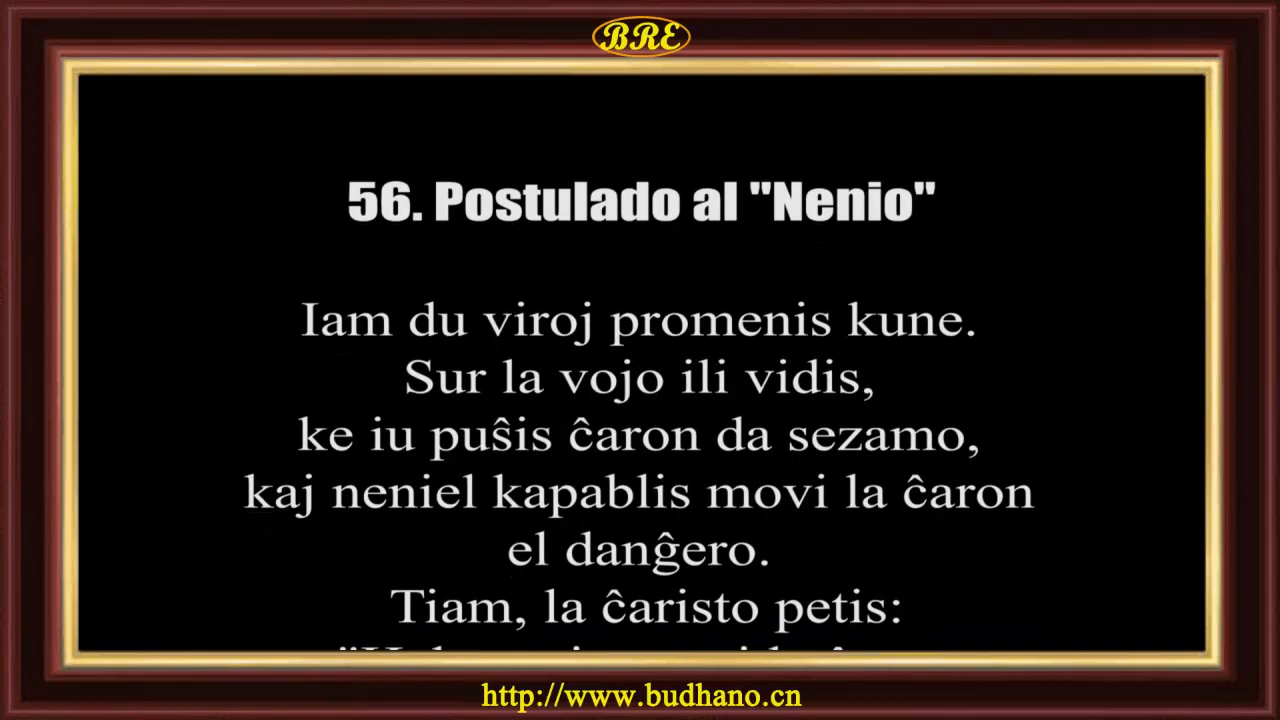 BRE
56. Postulado al "Nenio"
Iam du viroj promenis kune.
Sur la vojo ili vidis,
ke iu puŝis ĉaron da sezamo,
kaj neniel kapablis movi la ĉaron
el danĝero.
Tiam, la ĉaristo petis:
http://www.budhano.cn